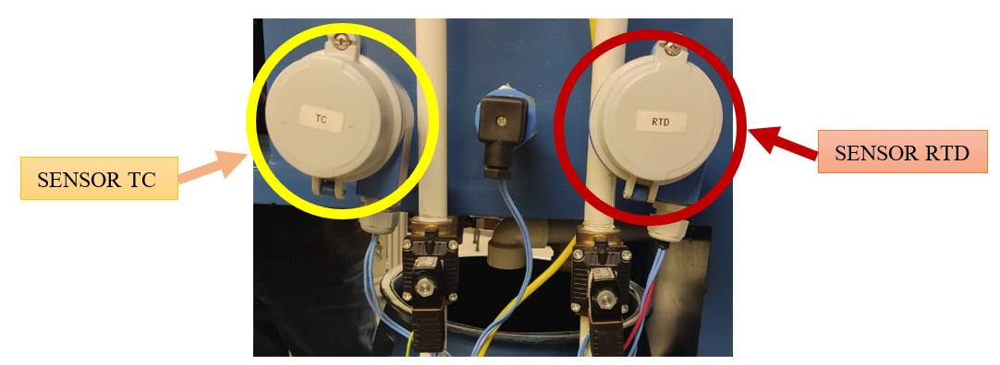 TC
RTD
SENSOR TC
SENSOR RTD